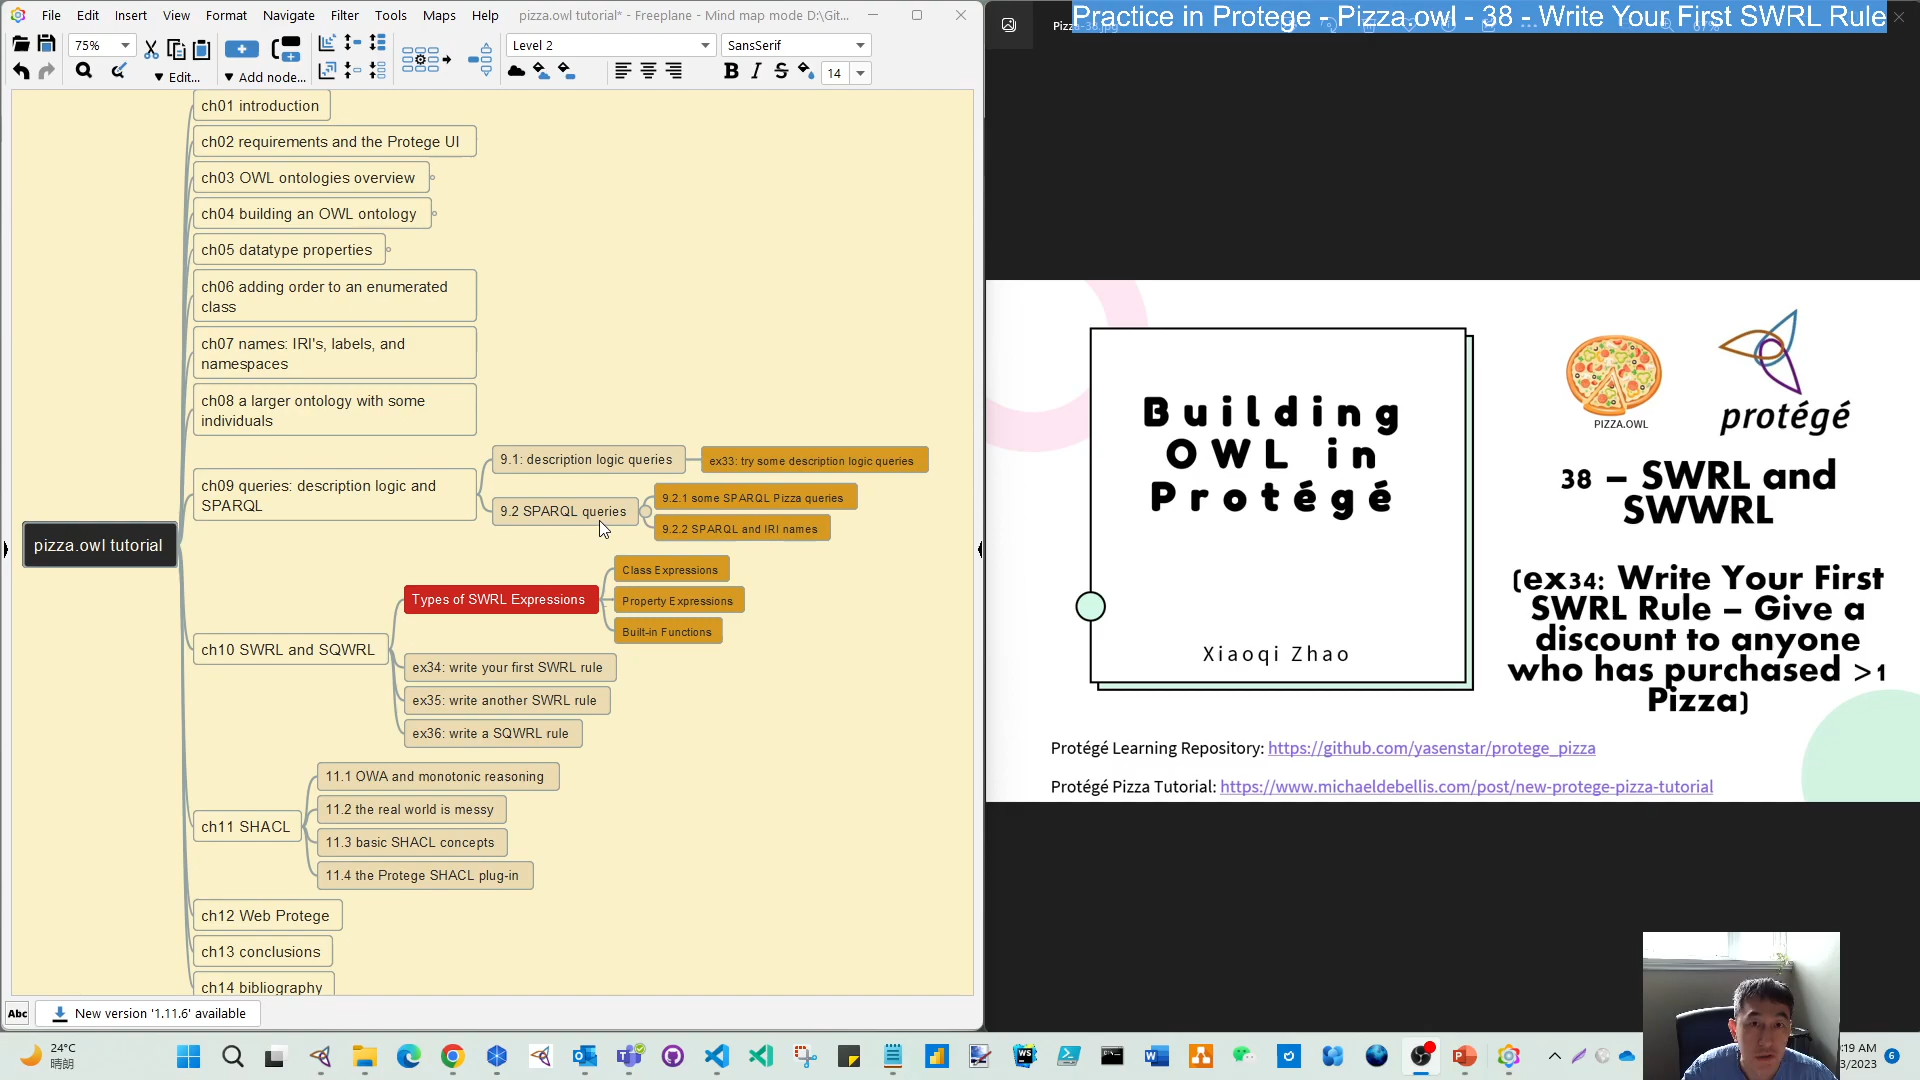 File Edit View Format Navigate Filter Tools Maps Help
pizza.owl tutorial* - Freeplane - Mind map mode D:\Git...
75%
Edit...
Add node...
Level 2
SansSerif
14
ch01 introduction
ch02 requirements and the Protege UI
ch03 OWL ontologies overview
ch04 building an OWL ontology
ch05 datatype properties
ch06 adding order to an enumerated
class
ch07 names: IRI's, labels, and
namespaces
ch08 a larger ontology with some
individuals
ch09 queries: description logic and
SPARQL
9.1: description logic queries
ex33: try some description logic queries
9.2 SPARQL queries
9.2.1 some SPARQL Pizza queries
9.2.2 SPARQL and IRI names
pizza.owl tutorial
ch10 SWRL and SQWRL
Types of SWRL Expressions
Class Expressions
Property Expressions
Built-in Functions
ex34: write your first SWRL rule
ex35: write another SWRL rule
ex36: write a SQWRL rule
ch11 SHACL
11.1 OWA and monotonic reasoning
11.2 the real world is messy
11.3 basic SHACL concepts
11.4 the Protege SHACL plug-in
ch12 Web Protege
ch13 conclusions
ch14 bibliography
Abc
New version '1.11.6' available
Practice in Protege - Pizza.owl - 38 - Write Your First SWRL Rule
Building
OWL in
Protégé
Xiaoqi Zhao
PIZZA.OWL
protégé
38 – SWRL and
SWWRL
(ex34: Write Your First
SWRL Rule – Give a
discount to anyone
who has purchased >1
Pizza)
Protégé Learning Repository: https://github.com/yasenstar/protege_pizza
Protégé Pizza Tutorial: https://www.michaeldebellis.com/post/new-protege-pizza-tutorial
24°C
晴朗
:19 AM
3/2023
6